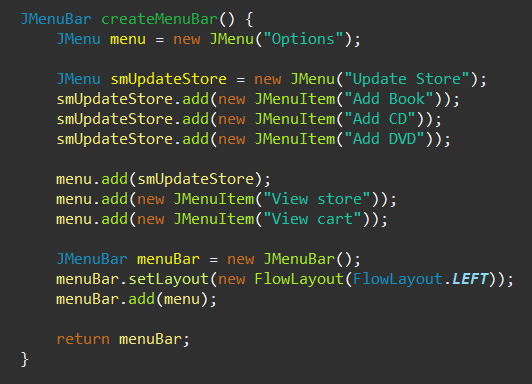 JMenuBar createMenuBar() {
    JMenu menu = new JMenu("Options");

    JMenu smUpdateStore = new JMenu("Update Store");
    smUpdateStore.add(new JMenuItem("Add Book"));
    smUpdateStore.add(new JMenuItem("Add CD"));
    smUpdateStore.add(new JMenuItem("Add DVD"));

    menu.add(smUpdateStore);
    menu.add(new JMenuItem("View store"));
    menu.add(new JMenuItem("View cart"));

    JMenuBar menuBar = new JMenuBar();
    menuBar.setLayout(new FlowLayout(FlowLayout.LEFT));
    menuBar.add(menu);

    return menuBar;
}